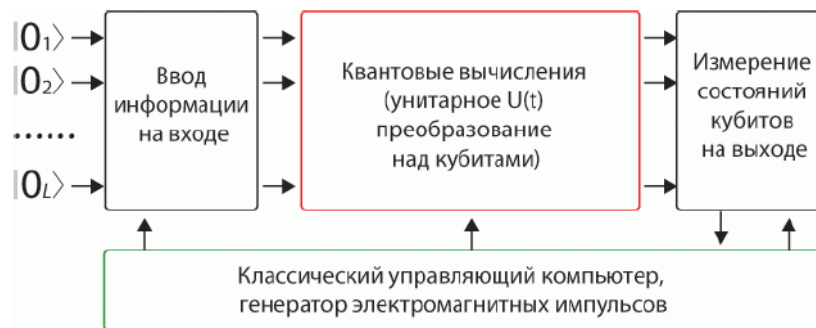 |0₁⟩
|0₂⟩
......
|0L⟩
Ввод
информации
на входе
Квантовые вычисления
(унитарное U(t)
преобразование
над кубитами)
Измерение
состояний
кубитов
на выходе
Классический управляющий компьютер,
генератор электромагнитных импульсов